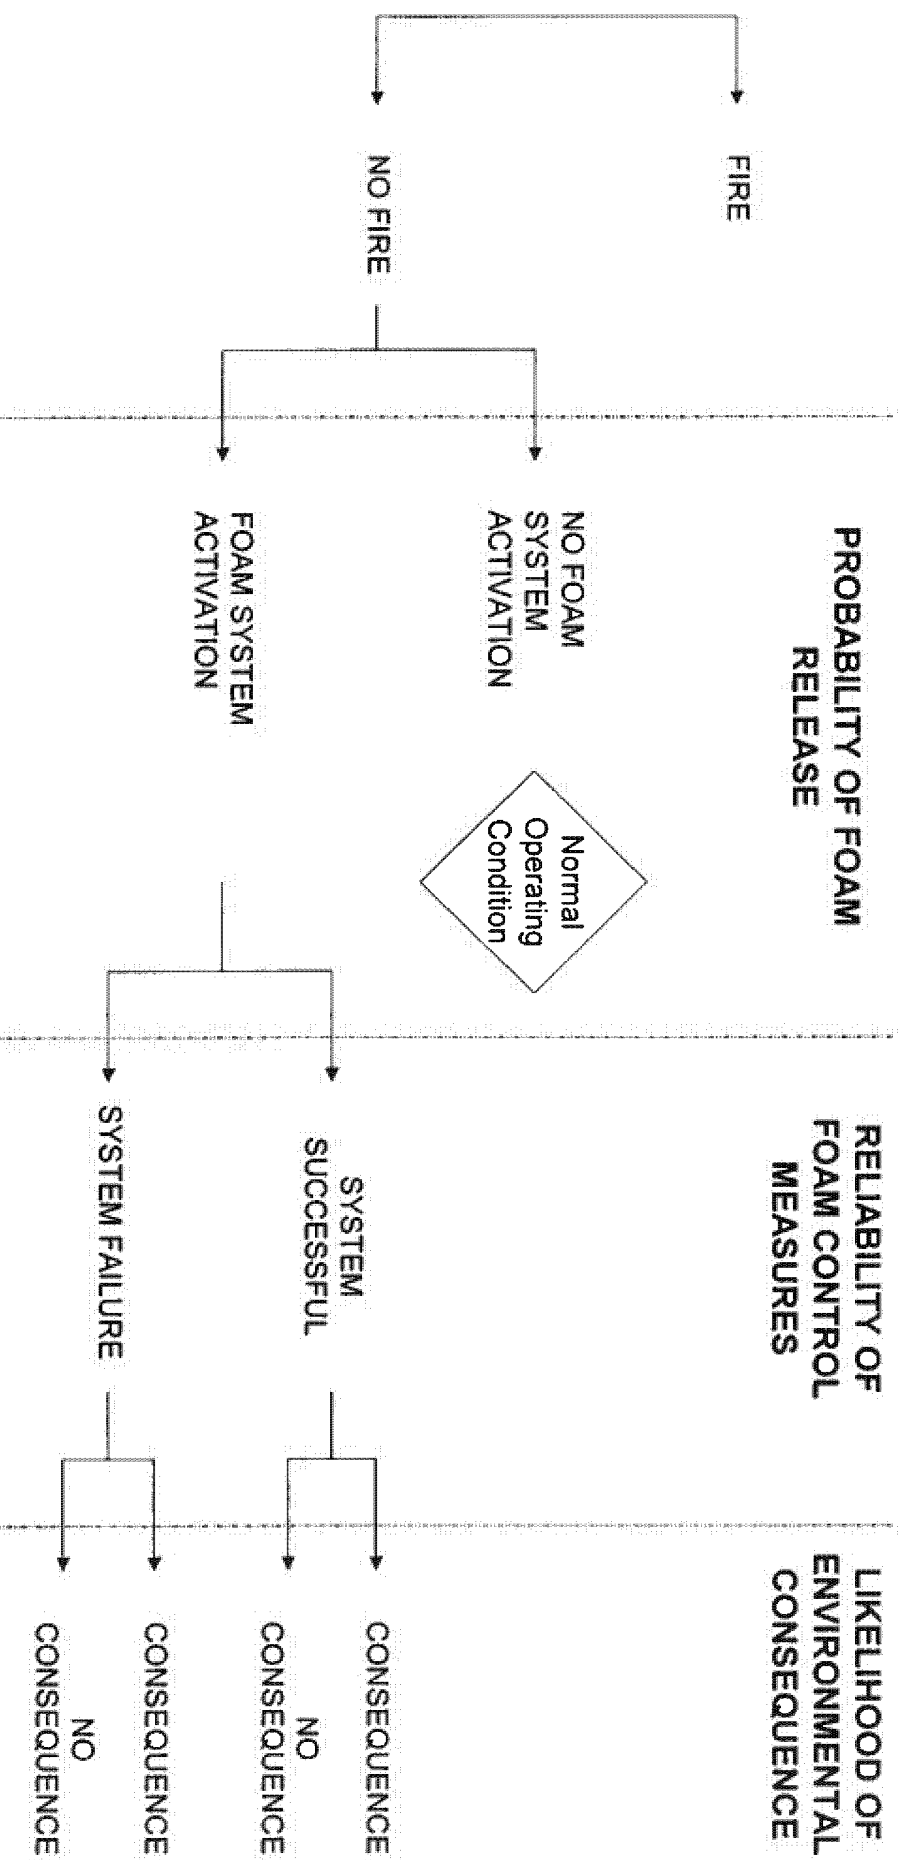 PROBABILITY OF FOAM
RELEASE
RELIABILITY OF
FOAM CONTROL
MEASURES
LIKELIHOOD OF
ENVIRONMENTAL
CONSEQUENCE
FIRE
NO FIRE
NO FOAM
SYSTEM
ACTIVATION
Normal
Operating
Condition
FOAM SYSTEM
ACTIVATION
SYSTEM
SUCCESSFUL
SYSTEM FAILURE
CONSEQUENCE
NO
CONSEQUENCE
CONSEQUENCE
NO
CONSEQUENCE